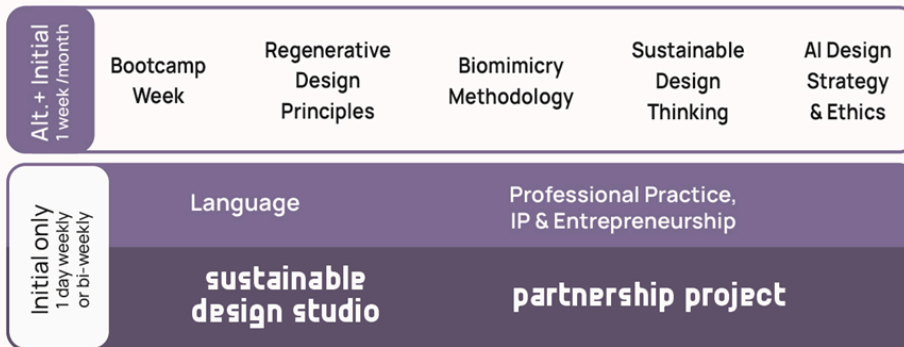 Alt.+ Initial
1 week /month
Bootcamp
Week
Regenerative
Design
Principles
Biomimicry
Methodology
Sustainable
Design
Thinking
AI Design
Strategy
& Ethics
Initial only
1 day weekly
or bi-weekly
Language
Professional Practice,
IP & Entrepreneurship
sustainable
design studio
partnership project